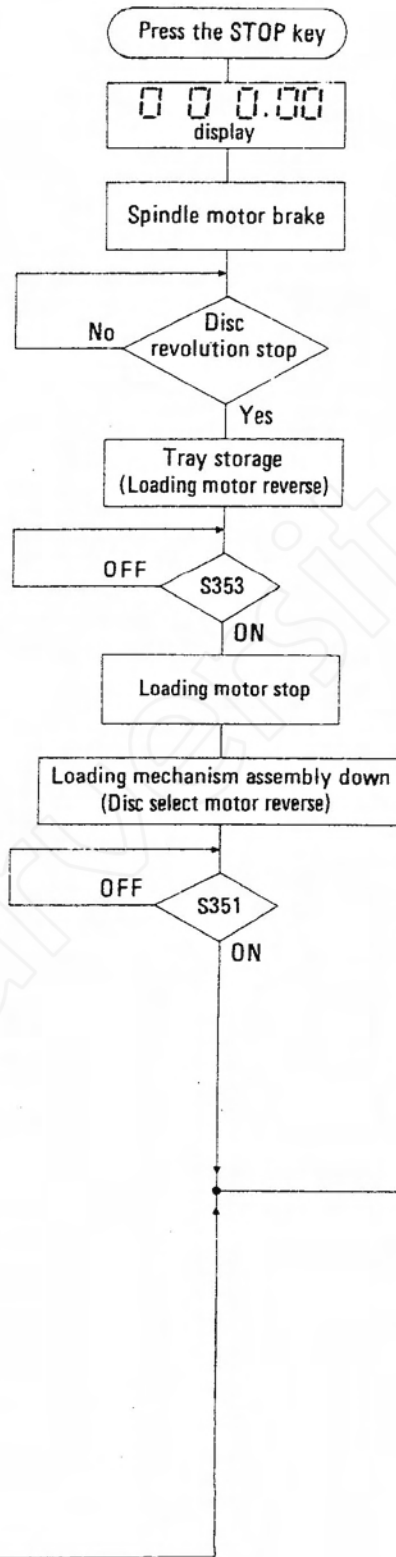 Press the STOP key
0 0 0.00
display
Spindle motor brake
No
Disc
revolution stop
Yes
Tray storage
(Loading motor reverse)
OFF
S353
ON
Loading motor stop
Loading mechanism assembly down
(Disc select motor reverse)
OFF
S351
ON